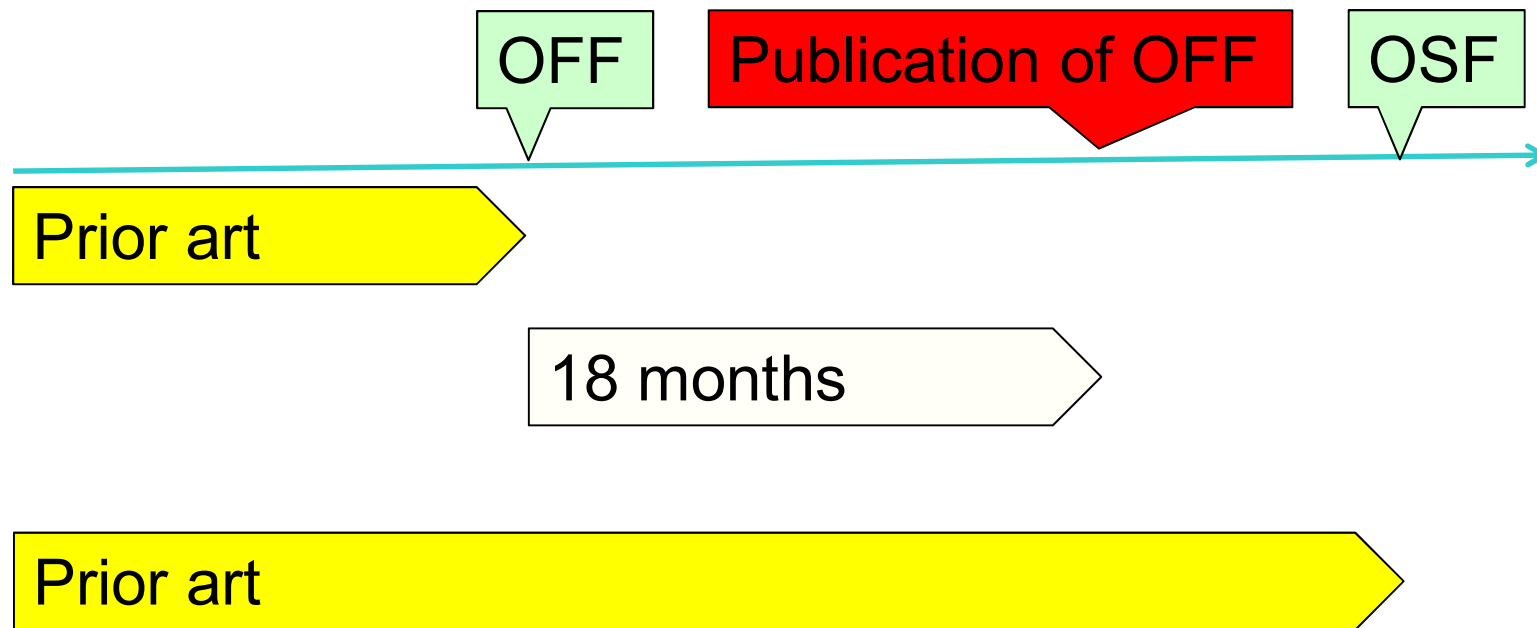 OFF
Publication of OFF
OSF
Prior art
18 months
Prior art